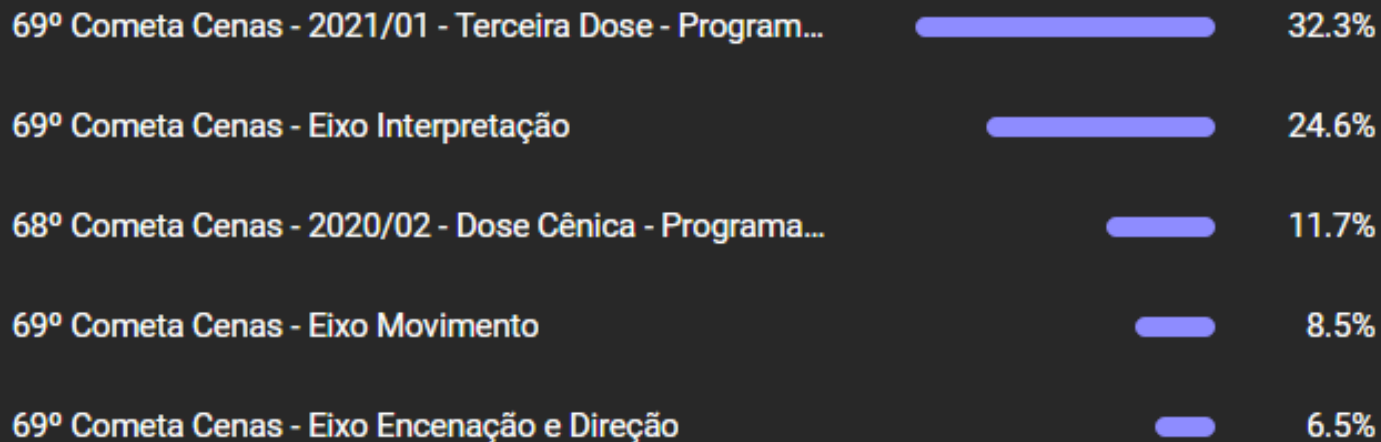 69º Cometa Cenas - 2021/01 - Terceira Dose - Program... 32.3%
69º Cometa Cenas - Eixo Interpretação 24.6%
68º Cometa Cenas - 2020/02 - Dose Cênica - Programa... 11.7%
69º Cometa Cenas - Eixo Movimento 8.5%
69º Cometa Cenas - Eixo Encenação e Direção 6.5%